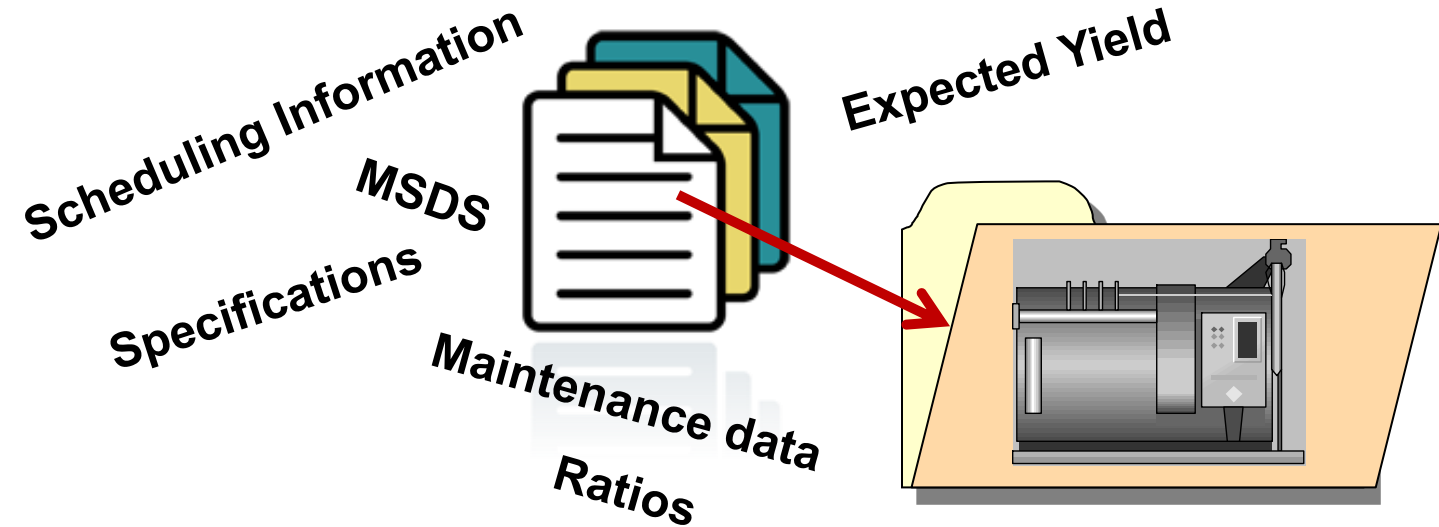 Scheduling Information
Expected Yield
MSDS
Specifications
Maintenance data
Ratios